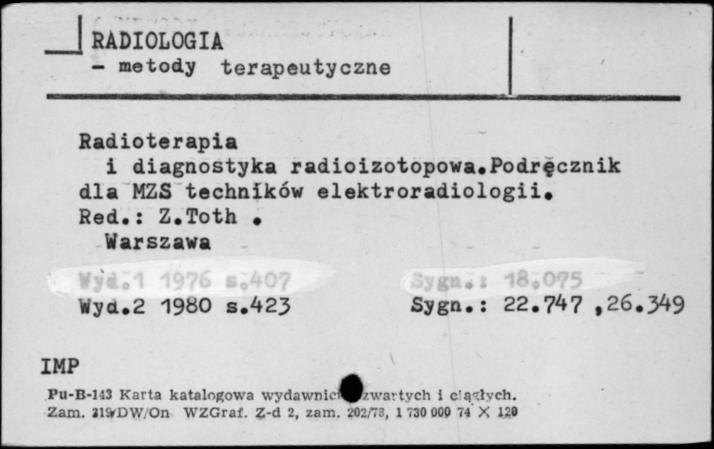 RADIOLOGIA
- metody terapeutyczne
Radioterapia
i diagnostyka radioizotopowa.Podręcznik
dla MZS techników elektroradiologii.
Red.: Z.Toth .
Warszawa
Wyd.1 1976 s.407 Sygn.: 18.075
Wyd.2 1980 s.423 Sygn.: 22.747 ,26.349
IMP
Pu-B-143 Karta katalogowa wydawnictw zwartych i ciągłych.
Zam. DW/On WZGraf. Z-d 2, zam. 202/73, 1 730 000 74 X 120